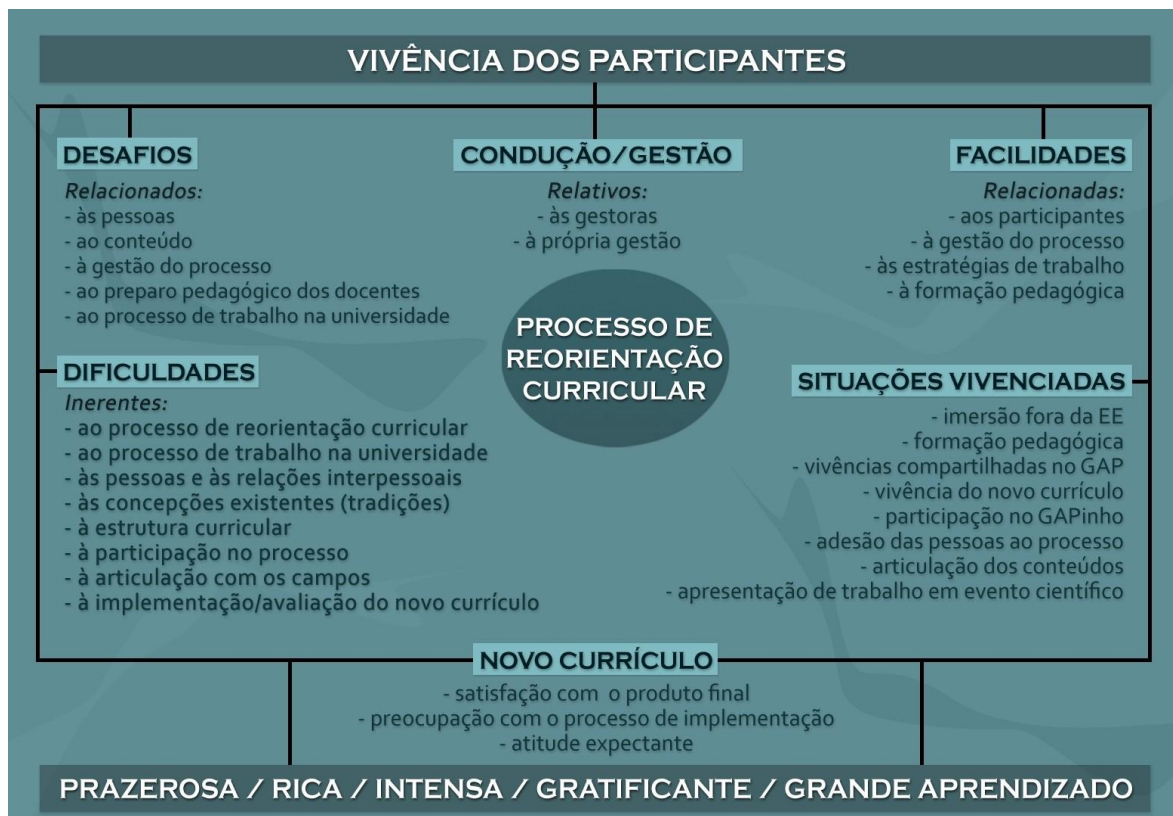 VIVÊNCIA DOS PARTICIPANTES
DESAFIOS
Relacionados:
- às pessoas
- ao conteúdo
- à gestão do processo
- ao preparo pedagógico dos docentes
- ao processo de trabalho na universidade
CONDUÇÃO/GESTÃO
Relativos:
- às gestoras
- à própria gestão
FACILIDADES
Relacionadas:
- aos participantes
- à gestão do processo
- às estratégias de trabalho
- à formação pedagógica
PROCESSO DE
REORIENTAÇÃO
CURRICULAR
DIFICULDADES
Inerentes:
- ao processo de reorientação curricular
- ao processo de trabalho na universidade
- às pessoas e às relações interpessoais
- às concepções existentes (tradições)
- à estrutura curricular
- à participação no processo
- à articulação com os campos
- à implementação/avaliação do novo currículo
SITUAÇÕES VIVENCIADAS
- imersão fora da EE
- formação pedagógica
- vivências compartilhadas no GAP
- vivência do novo currículo
- participação no GAPinho
- adesão das pessoas ao processo
- articulação dos conteúdos
- apresentação de trabalho em evento científico
NOVO CURRÍCULO
- satisfação com o produto final
- preocupação com o processo de implementação
- atitude expectante
PRAZEROSA / RICA / INTENSA / GRATIFICANTE / GRANDE APRENDIZADO